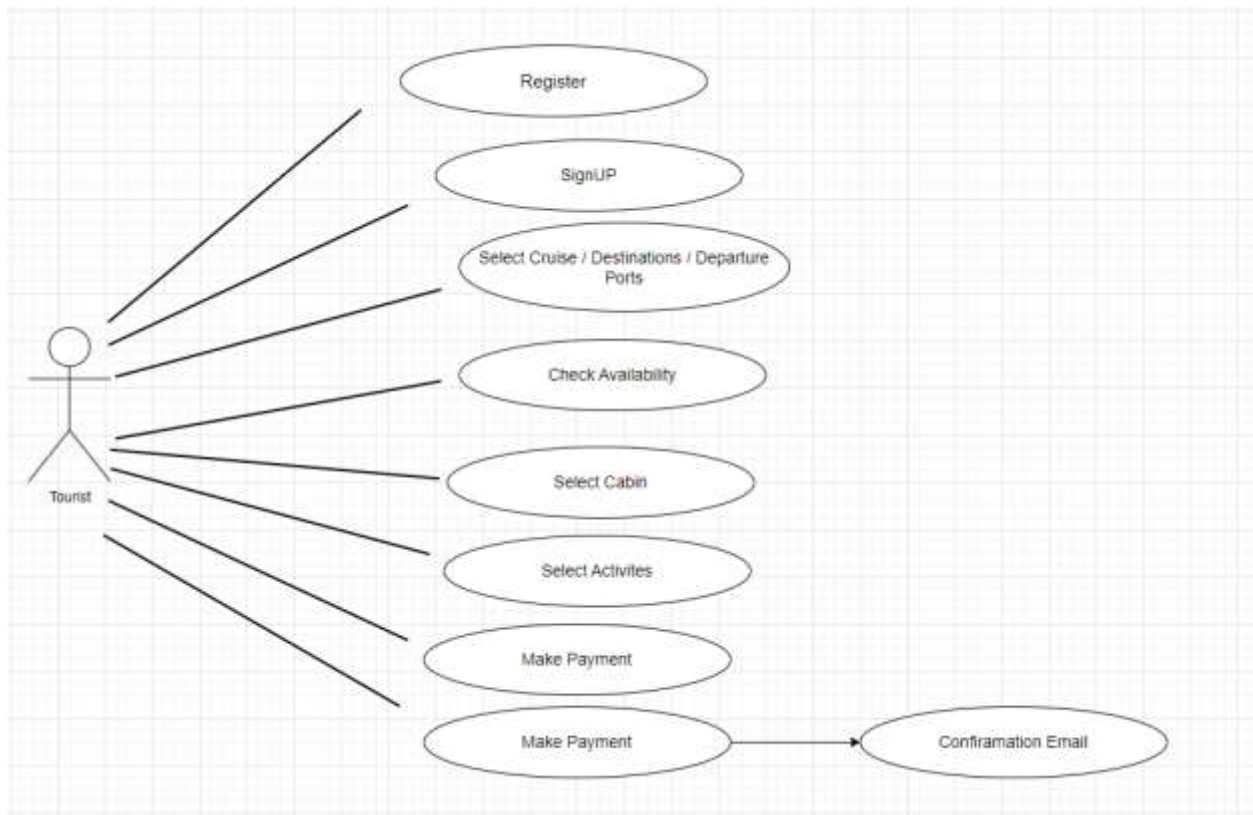 Register
SignUP
Select Cruise / Destinations / Departure
Ports
Check Availability
Select Cabin
Tourist
Select Activites
Make Payment
Make Payment
Confiramation Email